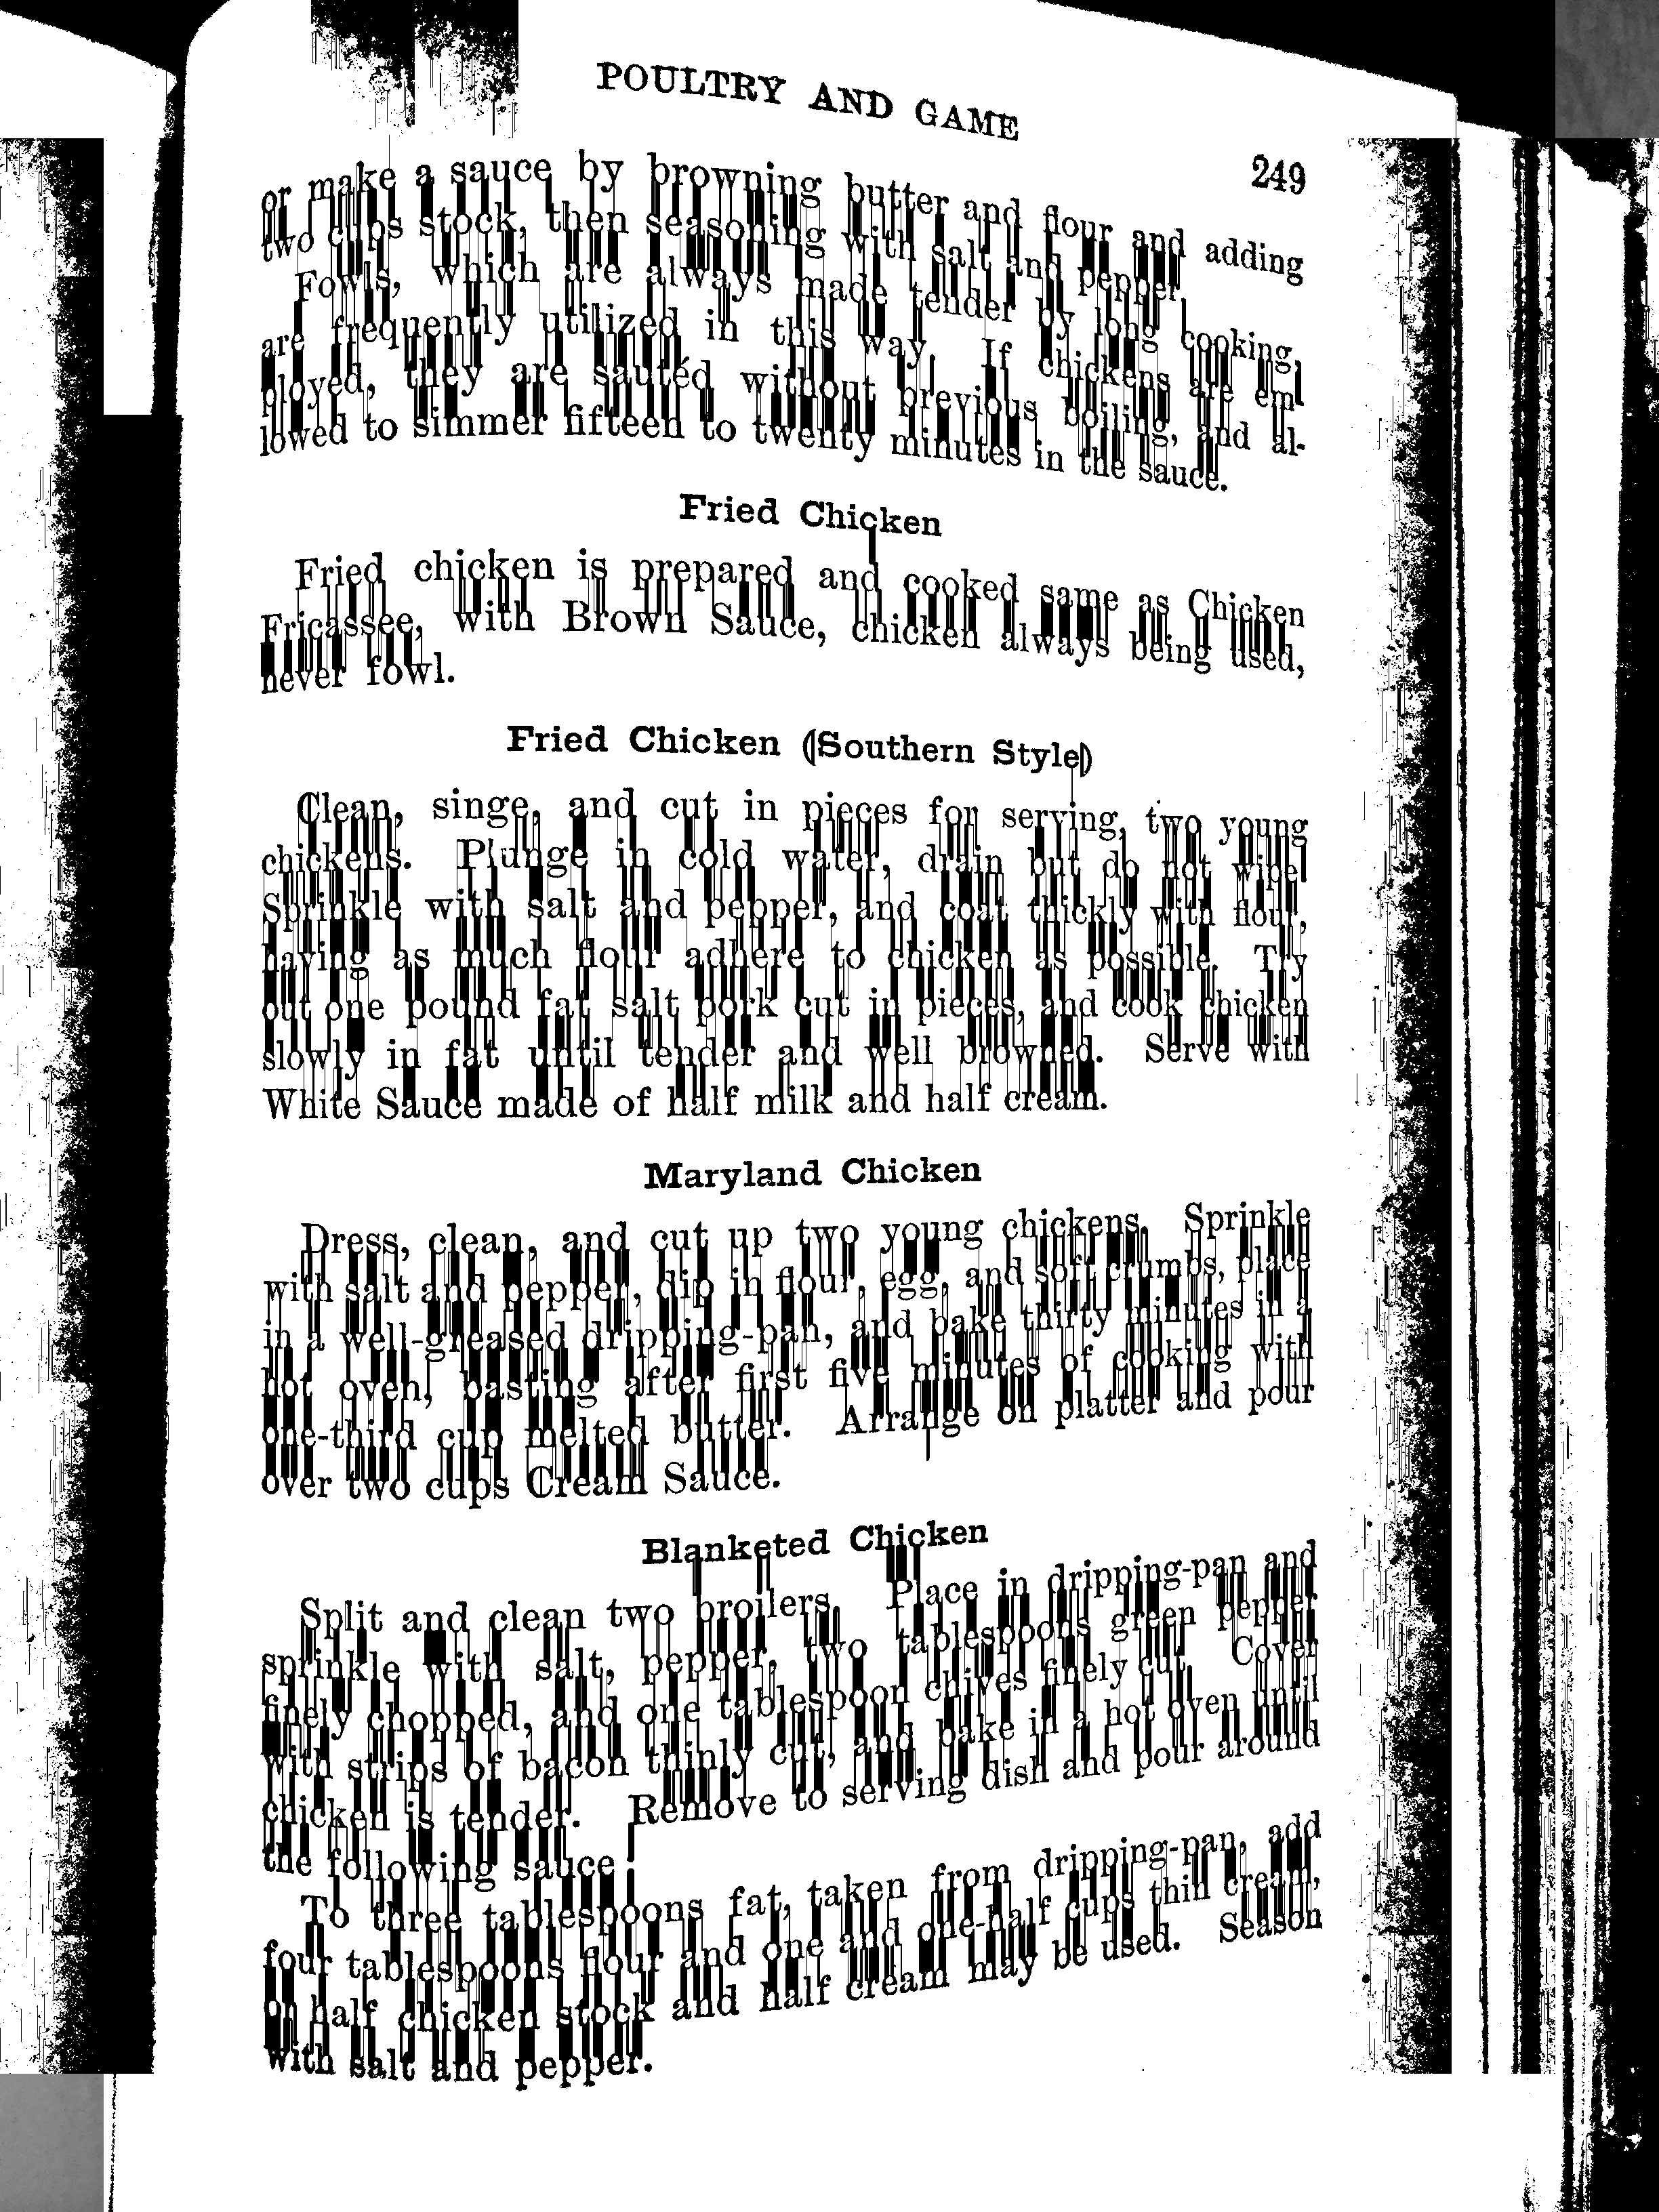 POULTRY AND GAME
249
or make a sauce by browning butter and flour and adding
two cups stock, then seasoning with salt and pepper.
Fowls, which are always made tender by long cooking,
are frequently utilized in this way. If chickens are em-
ployed, they are sautéd without previous boiling, and al-
lowed to simmer fifteen to twenty minutes in the sauce.
Fried Chicken
Fried chicken is prepared and cooked same as Chicken
Fricassee, with Brown Sauce, chicken always being used,
never fowl.
Fried Chicken (Southern Style)
Clean, singe, and cut in pieces for serving, two young
chickens. Plunge in cold water, drain but do not wipe.
Sprinkle with salt and pepper, and coat thickly with flour,
having as much flour adhere to chicken as possible. Try
out one pound fat salt pork cut in pieces, and cook chicken
slowly in fat until tender and well browned. Serve with
White Sauce made of half milk and half cream.
Maryland Chicken
Dress, clean, and cut up two young chickens. Sprinkle
with salt and pepper, dip in flour, egg, and soft crumbs, place
in a well-greased dripping-pan, and bake thirty minutes in a
hot oven, basting after first five minutes of cooking with
one-third cup melted butter. Arrange on platter and pour
over two cups Cream Sauce.
Blanketed Chicken
Split and clean two broilers. Place in dripping-pan and
sprinkle with salt, pepper, two tablespoons green pepper
finely chopped, and one tablespoon chives finely cut. Cover
with strips of bacon thinly cut, and bake in a hot oven until
chicken is tender. Remove to serving dish and pour around
the following sauce:
To three tablespoons fat, taken from dripping-pan, add
four tablespoons flour and one and one-half cups thin cream,
or half chicken stock and half cream may be used. Season
with salt and pepper.